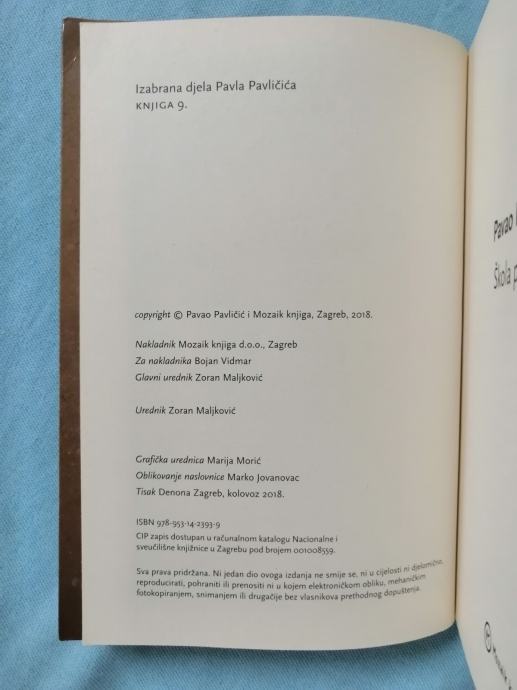 Izabrana djela Pavla Pavličića
KNJIGA 9.
copyright © Pavao Pavličić i Mozaik knjiga, Zagreb, 2018.
Nakladnik Mozaik knjiga d.o.o., Zagreb
Za nakladnika Bojan Vidmar
Glavni urednik Zoran Maljković
Urednik Zoran Maljković
Grafička urednica Marija Morić
Oblikovanje naslovnice Marko Jovanovac
Tisak Denona Zagreb, kolovoz 2018.
ISBN 978-953-14-2393-9
CIP zapis dostupan u računalnom katalogu Nacionalne i
sveučilišne knjižnice u Zagrebu pod brojem 001008559.
Sva prava pridržana. Ni jedan dio ovoga izdanja ne smije se, ni u cijelosti ni djelomično,
reproducirati, pohraniti ili prenositi ni u kojem elektroničkom obliku, mehaničkim
fotokopiranjem, snimanjem ili drugačije bez vlasnikova prethodnog dopuštenja.
Pavao
Škola
Mozaik